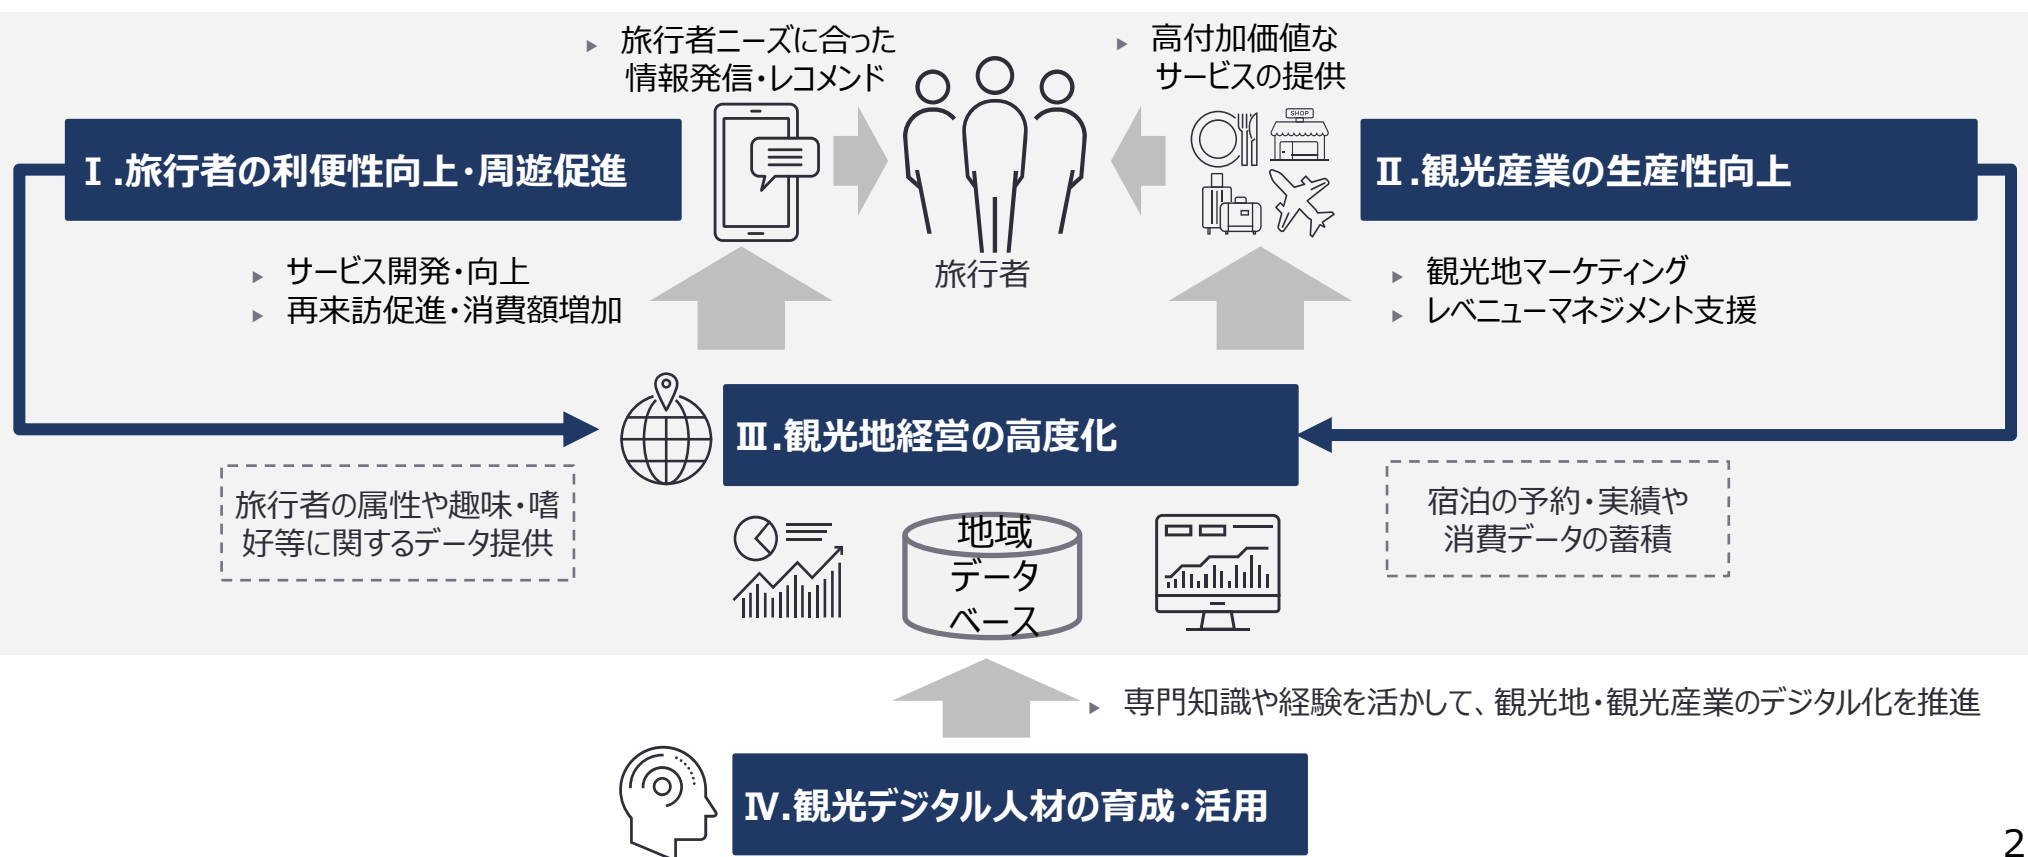 旅行者ニーズに合った
情報発信・レコメンド
高付加価値な
サービスの提供
SHOP
Ⅰ.旅行者の利便性向上・周遊促進
Ⅱ.観光産業の生産性向上
旅行者
サービス開発・向上
再来訪促進・消費額増加
観光地マーケティング
レベニューマネジメント支援
Ⅲ.観光地経営の高度化
旅行者の属性や趣味・嗜
好等に関するデータ提供
宿泊の予約・実績や
消費データの蓄積
地域
データ
ベース
専門知識や経験を活かして、観光地・観光産業のデジタル化を推進
Ⅳ.観光デジタル人材の育成・活用
2